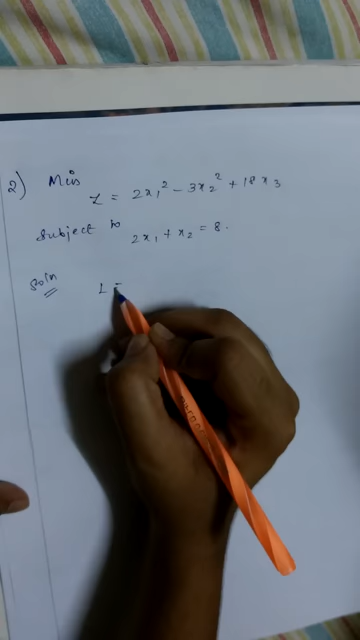 2) Min
Z = 2x₁² - 3x₂² + 18x₃
Subject to
2x₁ + x₂ = 8.
Soln
L =